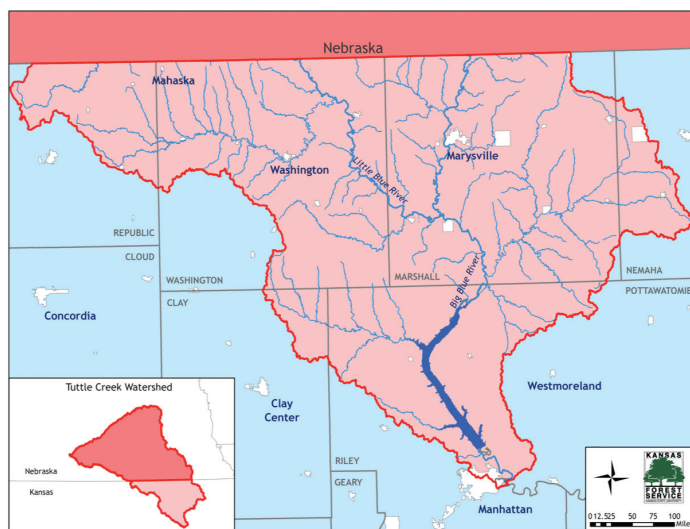 Nebraska
Mahaska
Washington
Little Blue River
Marysville
REPUBLIC
CLOUD
WASHINGTON
CLAY
MARSHALL
Big Blue River
NEMAHA
POTTAWATOMIE
Concordia
Clay
Center
Westmoreland
RILEY
GEARY
Manhattan
Tuttle Creek Watershed
Nebraska
Kansas
KANSAS
FOREST
SERVICE
0 12.525 50 75 100
Miles